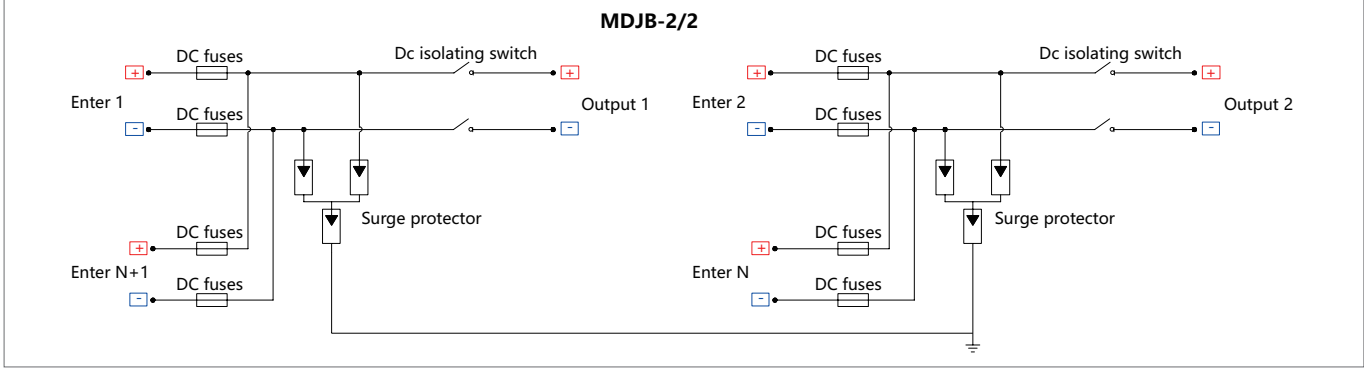 MDJB-2/2
DC fuses
Dc isolating switch
+
+
Enter 1
DC fuses
Output 1
-
-
Surge protector
DC fuses
+
Enter N+1
DC fuses
-
DC fuses
Dc isolating switch
+
+
Enter 2
DC fuses
Output 2
-
-
Surge protector
DC fuses
+
Enter N
DC fuses
-